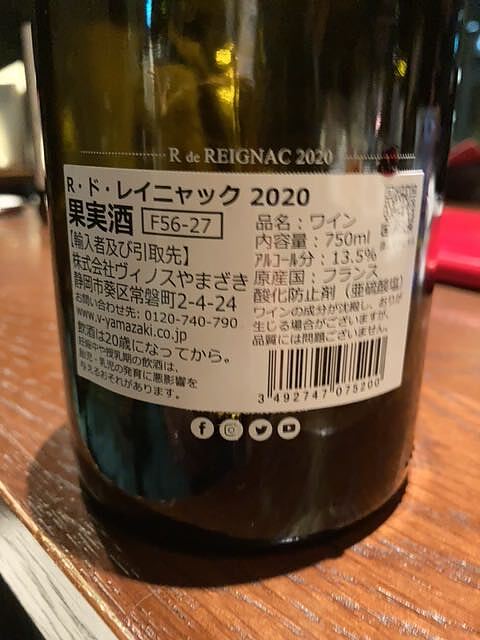 R de REIGNAC 2020
R・ド・レイニャック 2020
果実酒 F56-27
【輸入者及び引取先】
株式会社ヴィノスやまざき
静岡市葵区常磐町2-4-24
お問い合わせ先: 0120-740-790
www.v-yamazaki.co.jp
飲酒は20歳になってから。
妊娠中や授乳期の飲酒は、
胎児・乳児の発育に悪影響を
与えるおそれがあります。
品名：ワイン
内容量：750ml
アルコール分：13.5%
原産国：フランス
酸化防止剤（亜硫酸塩）
ワインの成分が沈殿し、おりが
生じる場合がございますが、
品質には問題ございません。
3 492747 075200